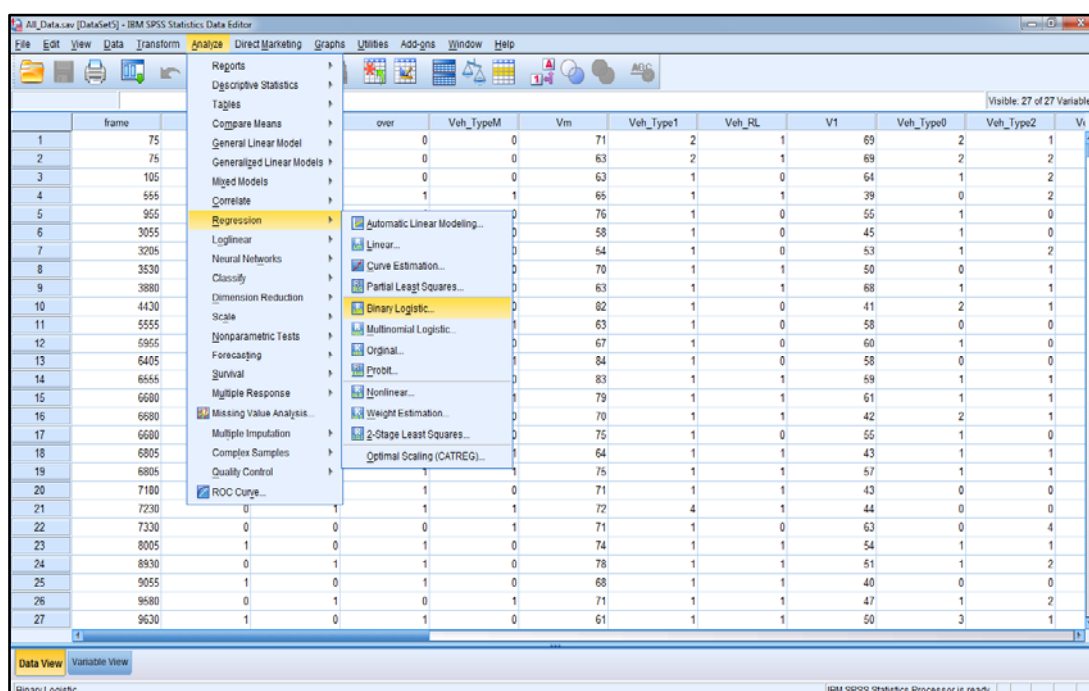 All_Data.sav [DataSet5] - IBM SPSS Statistics Data Editor
File Edit View Data Transform Analyze Direct Marketing Graphs Utilities Add-ons Window Help
Visible: 27 of 27 Variable
Reports
Descriptive Statistics
Tables
Compare Means
General Linear Model
Generalized Linear Models
Mixed Models
Correlate
Regression
Loglinear
Neural Networks
Classify
Dimension Reduction
Scale
Nonparametric Tests
Forecasting
Survival
Multiple Response
Missing Value Analysis...
Multiple Imputation
Complex Samples
Quality Control
ROC Curve...
Automatic Linear Modeling...
Linear...
Curve Estimation...
Partial Least Squares...
Binary Logistic...
Multinomial Logistic...
Ordinal...
Probit...
Nonlinear...
Weight Estimation...
2-Stage Least Squares...
Optimal Scaling (CATREG)...
frame over Veh_TypeM Vm Veh_Type1 Veh_RL V1 Veh_Type0 Veh_Type2
1 75 0 0 71 2 1 69 2 1
2 75 0 0 63 2 1 69 2 2
3 105 0 0 63 1 0 64 1 2
4 555 1 1 65 1 1 39 0 2
5 955 0 76 1 0 55 1 0
6 3055 0 58 1 0 45 1 0
7 3205 0 54 1 0 53 1 2
8 3530 70 1 1 50 0 1
9 3880 0 63 1 1 68 1 1
10 4430 0 82 1 0 41 2 1
11 5555 1 63 1 0 58 0 0
12 5955 0 67 1 0 60 1 0
13 6405 1 84 1 0 58 0 0
14 6555 0 83 1 1 59 1 1
15 6680 1 79 1 1 61 1 1
16 6680 0 70 1 1 42 2 1
17 6680 0 75 1 0 55 1 0
18 6805 1 64 1 1 43 1 1
19 6805 1 1 75 1 1 57 1 1
20 7180 1 0 71 1 1 43 0 0
21 7230 0 1 1 1 72 4 1 44 0 0
22 7330 0 0 0 1 71 1 0 63 0 4
23 8005 1 0 1 0 74 1 1 54 1 1
24 8930 0 1 1 0 78 1 1 51 1 2
25 9055 1 0 1 0 68 1 1 40 0 0
26 9580 0 1 0 1 71 1 1 47 1 2
27 9630 1 0 1 0 61 1 1 50 3 1
Data View Variable View
Binary Logistic... IBM SPSS Statistics Processor is ready